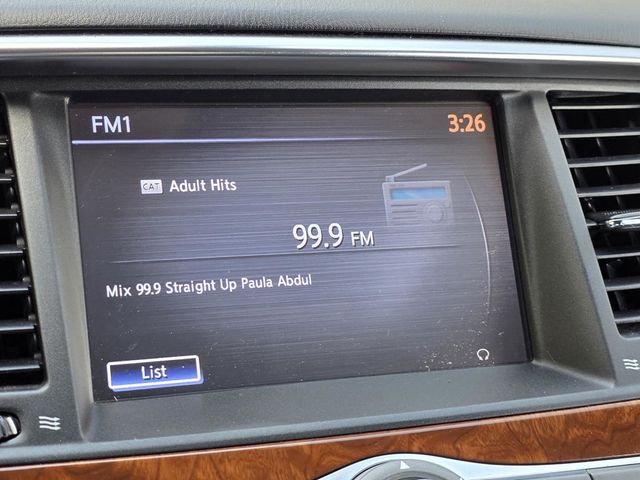 FM1
3:26
CAT Adult Hits
99.9 FM
Mix 99.9 Straight Up Paula Abdul
List